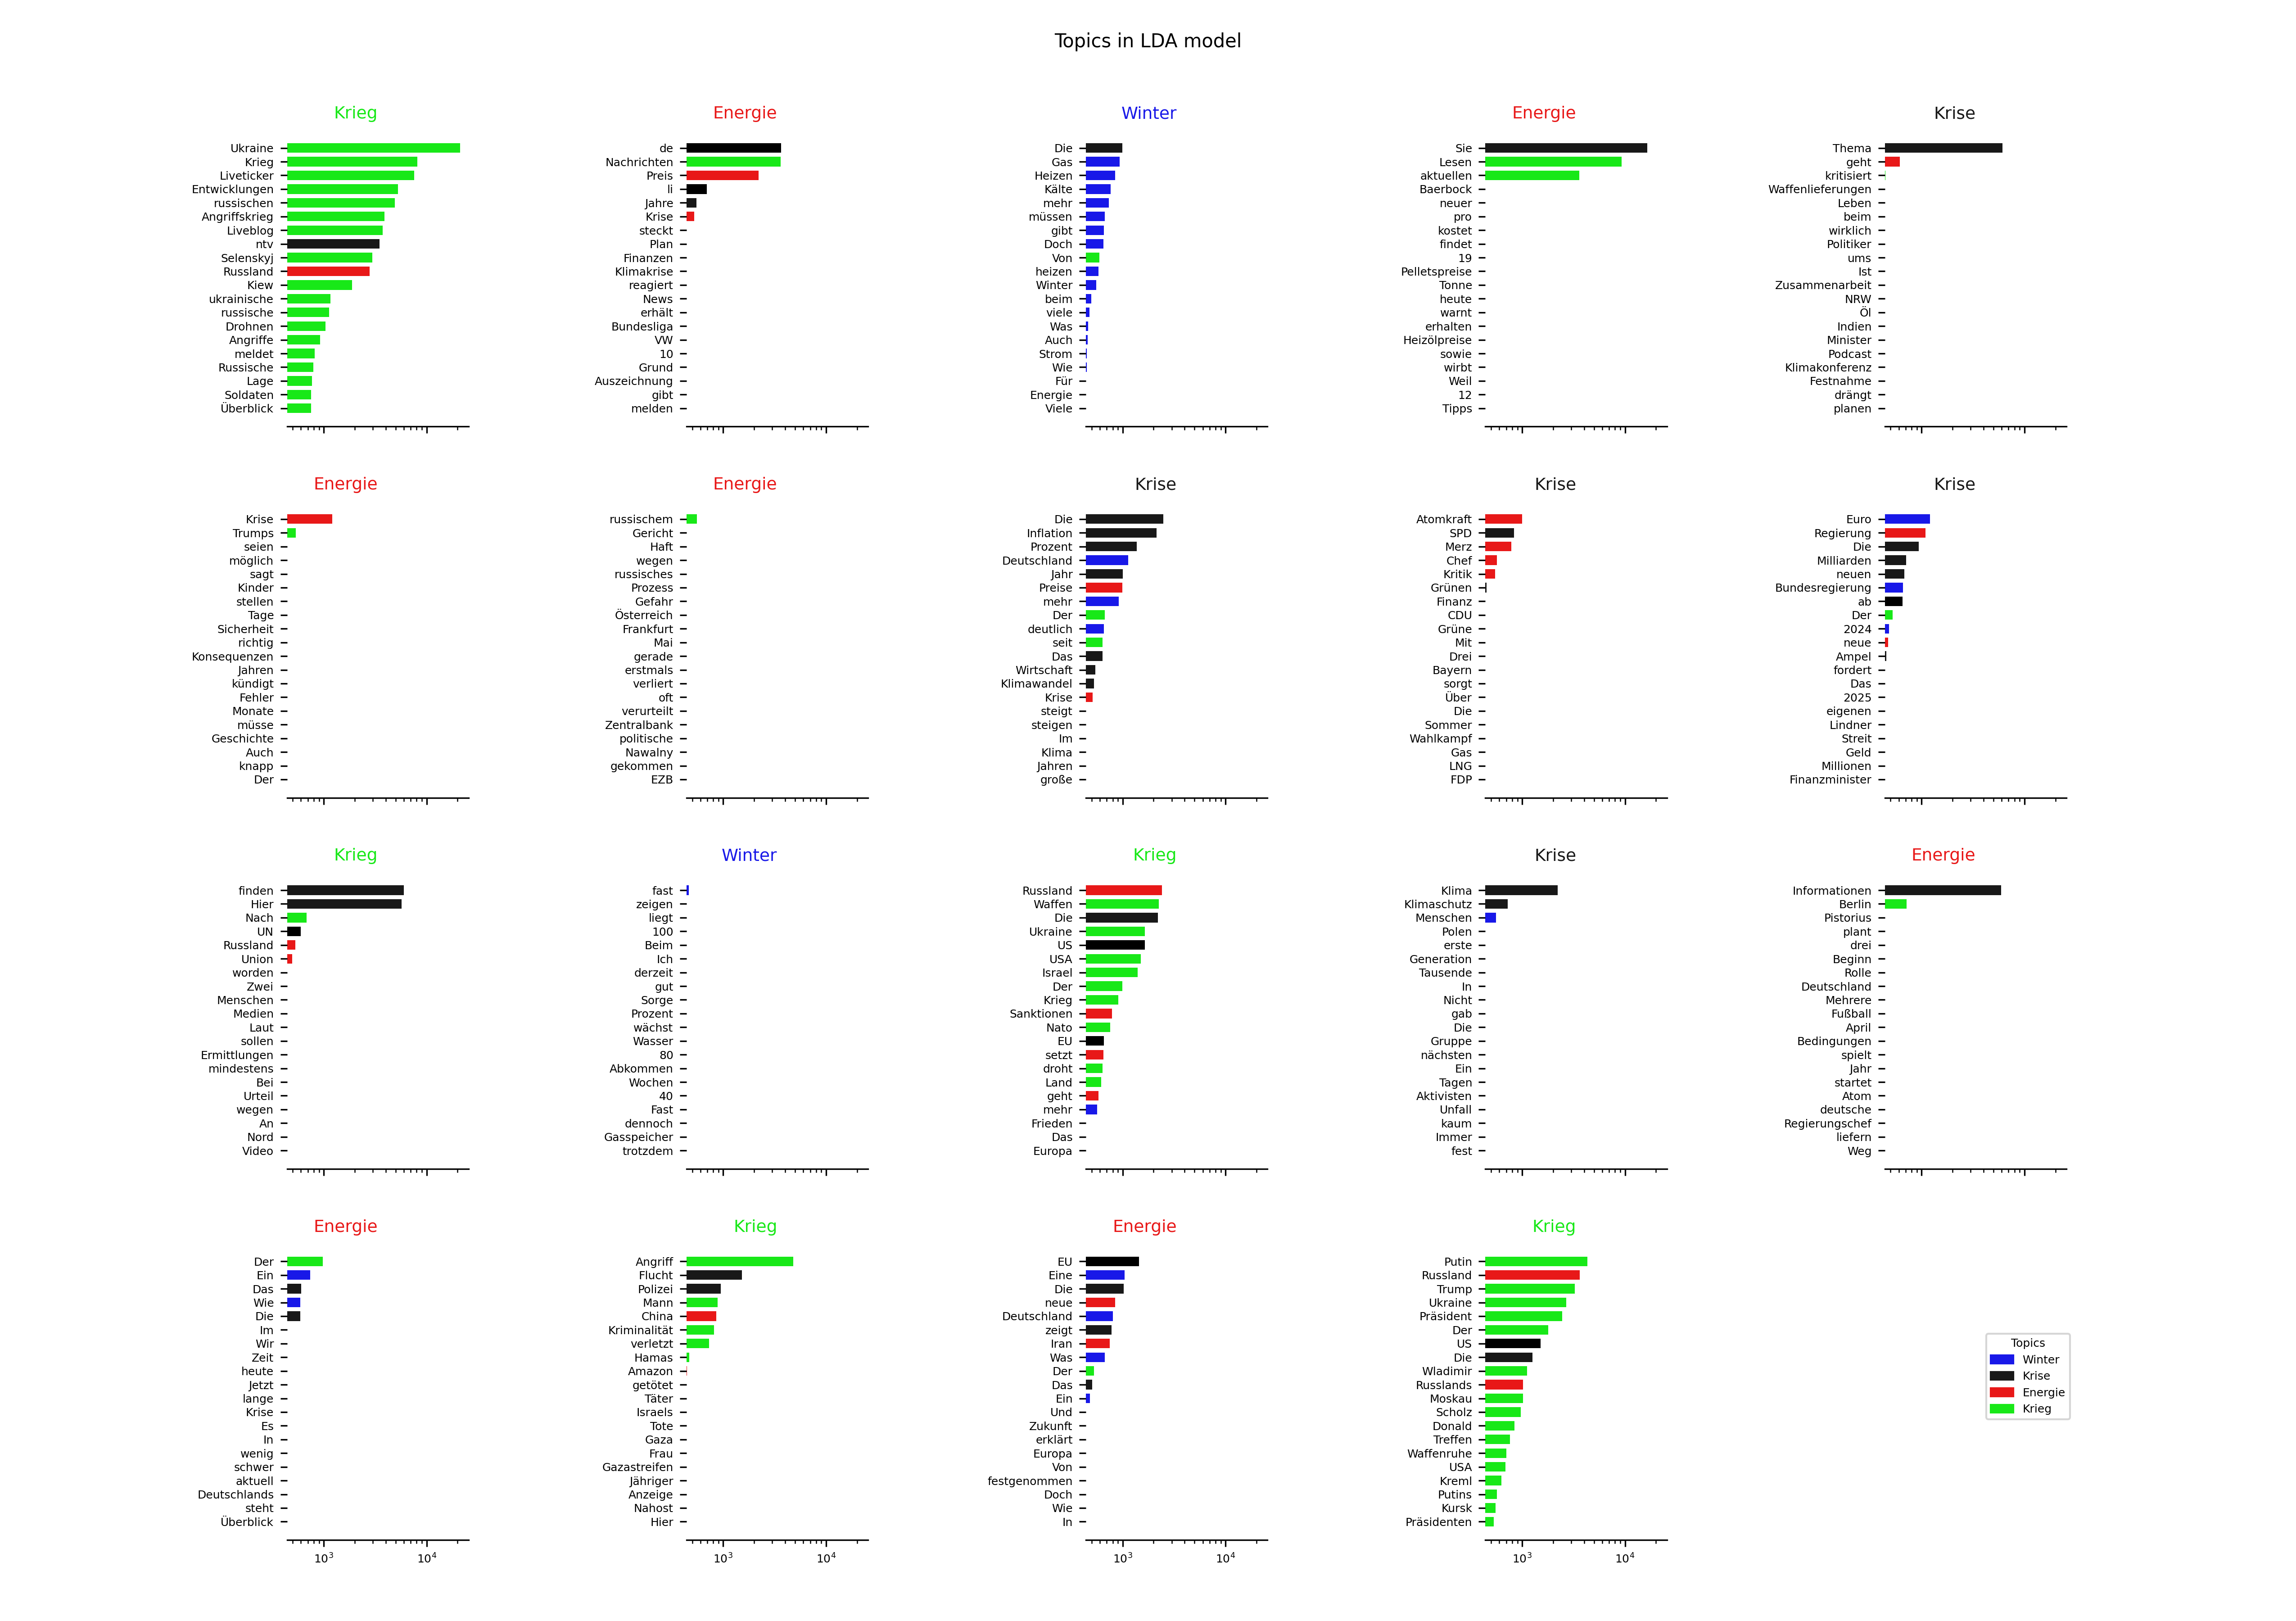 Topics in LDA model
Krieg
Ukraine
Krieg
Liveticker
Entwicklungen
russischen
Angriffskrieg
Liveblog
ntv
Selenskyj
Russland
Kiew
ukrainische
russische
Drohnen
Angriffe
meldet
Russische
Lage
Soldaten
Überblick
Energie
de
Nachrichten
Preis
li
Jahre
Krise
steckt
Plan
Finanzen
Klimakrise
reagiert
News
erhält
Bundesliga
VW
10
Grund
Auszeichnung
gibt
melden
Winter
Die
Gas
Heizen
Kälte
mehr
müssen
gibt
Doch
Von
heizen
Winter
beim
viele
Was
Auch
Strom
Wie
Für
Energie
Viele
Energie
Sie
Lesen
aktuellen
Baerbock
neuer
pro
kostet
findet
19
Pelletspreise
Tonne
heute
warnt
erhalten
Heizölpreise
sowie
wirbt
Weil
12
Tipps
Krise
Thema
geht
kritisiert
Waffenlieferungen
Leben
beim
wirklich
Politiker
ums
Ist
Zusammenarbeit
NRW
Öl
Indien
Minister
Podcast
Klimakonferenz
Festnahme
drängt
planen
Energie
Krise
Trumps
seien
möglich
sagt
Kinder
stellen
Tage
Sicherheit
richtig
Konsequenzen
Jahren
kündigt
Fehler
Monate
müsse
Geschichte
Auch
knapp
Der
Energie
russischem
Gericht
Haft
wegen
russisches
Prozess
Gefahr
Österreich
Frankfurt
Mai
gerade
erstmals
verliert
oft
verurteilt
Zentralbank
politische
Nawalny
gekommen
EZB
Krise
Die
Inflation
Prozent
Deutschland
Jahr
Preise
mehr
Der
deutlich
seit
Das
Wirtschaft
Klimawandel
Krise
steigt
steigen
Im
Klima
Jahren
große
Krise
Atomkraft
SPD
Merz
Chef
Kritik
Grünen
Finanz
CDU
Grüne
Mit
Drei
Bayern
sorgt
Über
Die
Sommer
Wahlkampf
Gas
LNG
FDP
Krise
Euro
Regierung
Die
Milliarden
neuen
Bundesregierung
ab
Der
2024
neue
Ampel
fordert
Das
2025
eigenen
Lindner
Streit
Geld
Millionen
Finanzminister
Krieg
finden
Hier
Nach
UN
Russland
Union
worden
Zwei
Menschen
Medien
Laut
sollen
Ermittlungen
mindestens
Bei
Urteil
wegen
An
Nord
Video
Winter
fast
zeigen
liegt
100
Beim
Ich
derzeit
gut
Sorge
Prozent
wächst
Wasser
80
Abkommen
Wochen
40
Fast
dennoch
Gasspeicher
trotzdem
Krieg
Russland
Waffen
Die
Ukraine
US
USA
Israel
Der
Krieg
Sanktionen
Nato
EU
setzt
droht
Land
geht
mehr
Frieden
Das
Europa
Krise
Klima
Klimaschutz
Menschen
Polen
erste
Generation
Tausende
In
Nicht
gab
Die
Gruppe
nächsten
Ein
Tagen
Aktivisten
Unfall
kaum
Immer
fest
Energie
Informationen
Berlin
Pistorius
plant
drei
Beginn
Rolle
Deutschland
Mehrere
Fußball
April
Bedingungen
spielt
Jahr
startet
Atom
deutsche
Regierungschef
liefern
Weg
Energie
Der
Ein
Das
Wie
Die
Im
Wir
Zeit
heute
Jetzt
lange
Krise
Es
In
wenig
schwer
aktuell
Deutschlands
steht
Überblick
10³ 10⁴
Krieg
Angriff
Flucht
Polizei
Mann
China
Kriminalität
verletzt
Hamas
Amazon
getötet
Täter
Israels
Tote
Gaza
Frau
Gazastreifen
Jähriger
Anzeige
Nahost
Hier
10³ 10⁴
Energie
EU
Eine
Die
neue
Deutschland
zeigt
Iran
Was
Der
Das
Ein
Und
Zukunft
erklärt
Europa
Von
festgenommen
Doch
Wie
In
10³ 10⁴
Krieg
Putin
Russland
Trump
Ukraine
Präsident
Der
US
Die
Wladimir
Russlands
Moskau
Scholz
Donald
Treffen
Waffenruhe
USA
Kreml
Putins
Kursk
Präsidenten
10³ 10⁴
Topics
Winter
Krise
Energie
Krieg